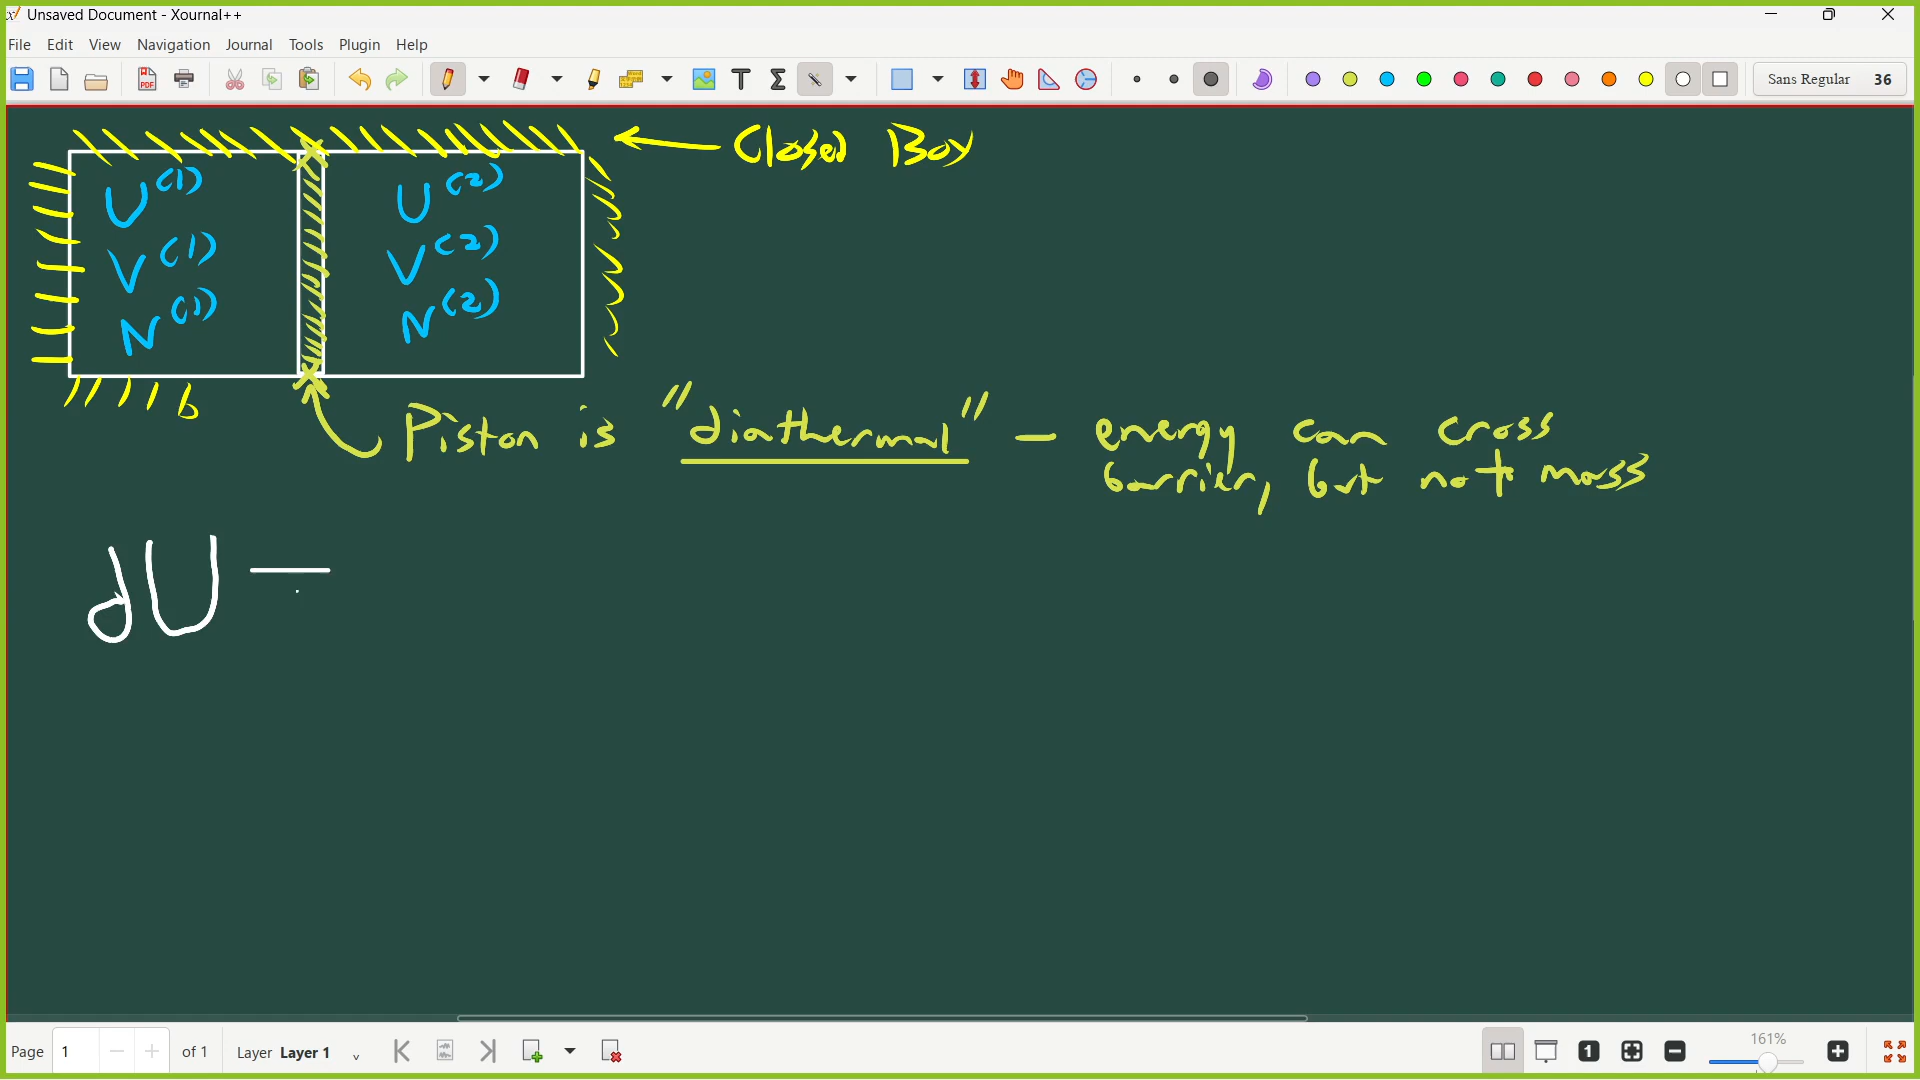 Unsaved Document - Xournal++
File Edit View Navigation Journal Tools Plugin Help
Sans Regular 36
Closed Box
U(1) U(2)
V(1) V(2)
N(1) N(2)
Piston is "diathermal" — energy can cross
barrier, but not mass
dU —
Page 1 of 1 Layer Layer 1 161%